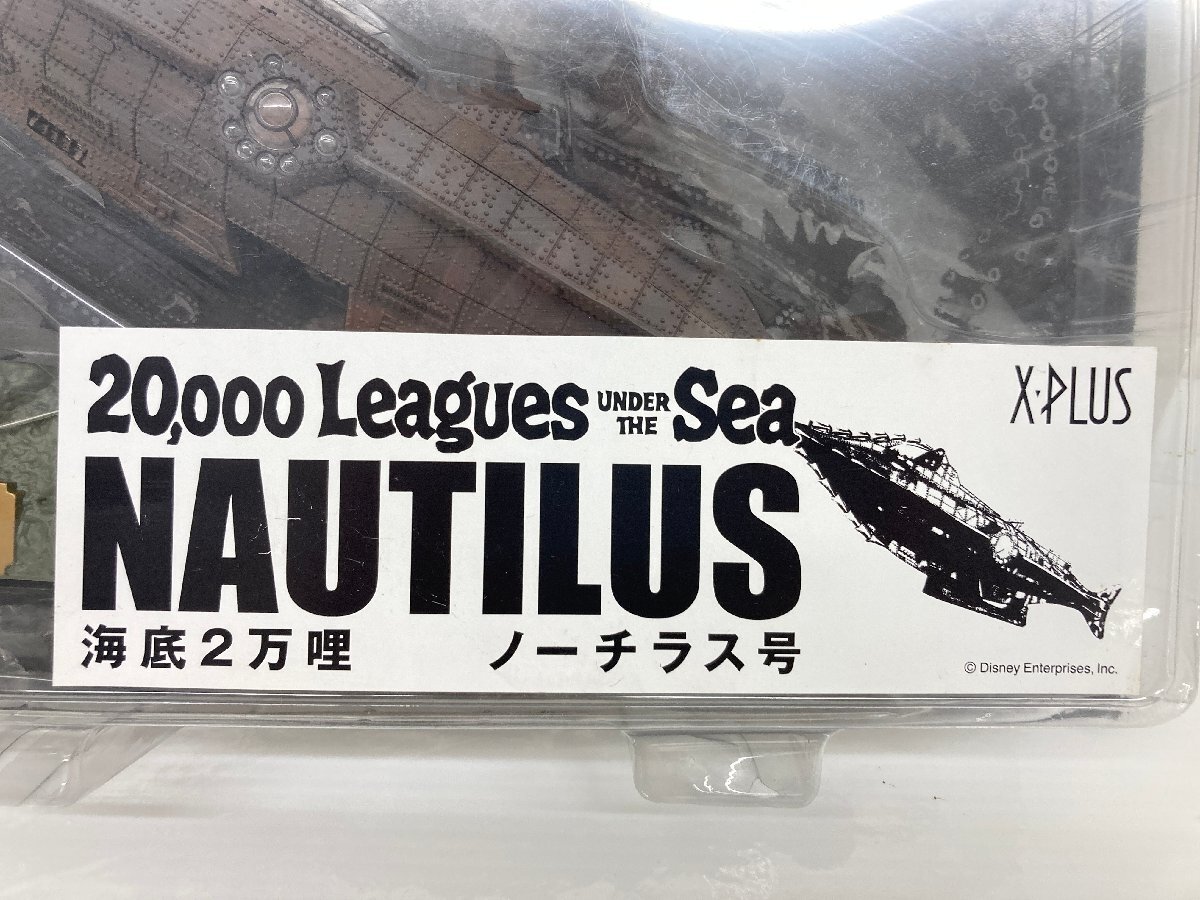 20,000 Leagues UNDER THE Sea
X·PLUS
NAUTILUS
海底2万哩 ノーチラス号
© Disney Enterprises, Inc.